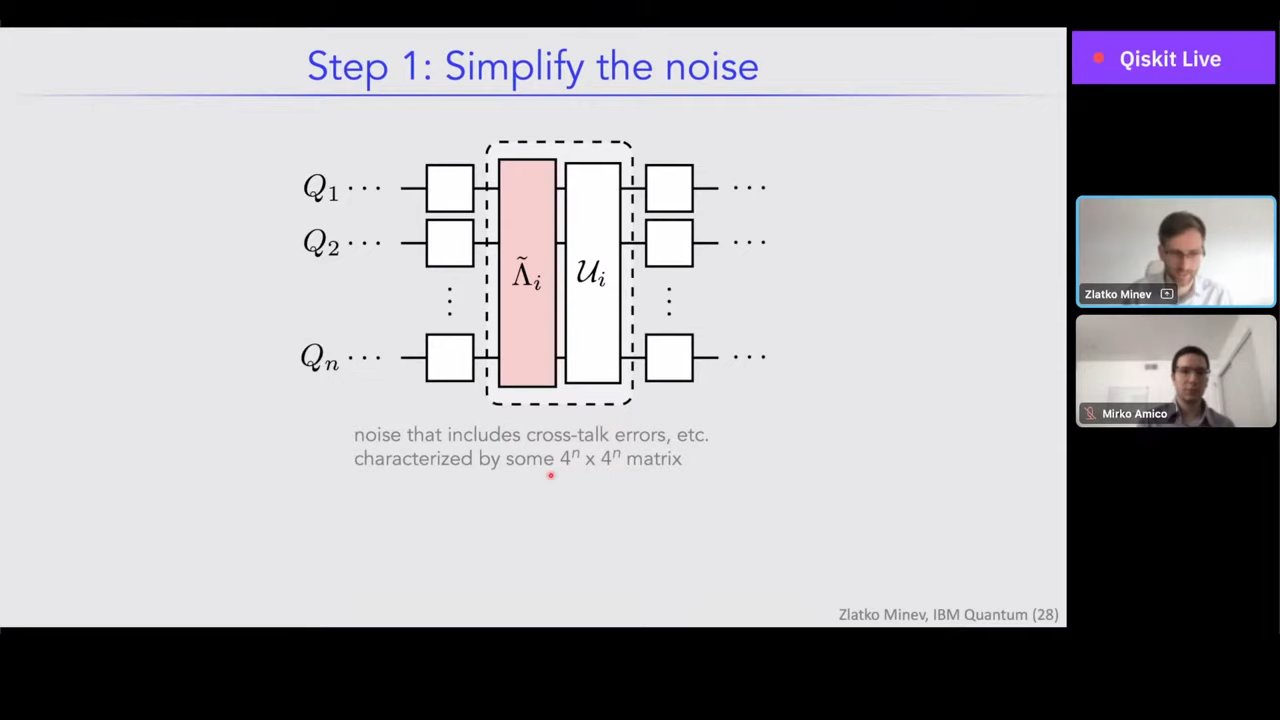 Step 1: Simplify the noise
Qiskit Live
Q₁ ···
···
Q₂ ···
···
Λ̃ᵢ
𝒰ᵢ
Qₙ ···
···
noise that includes cross-talk errors, etc.
characterized by some 4ⁿ x 4ⁿ matrix
Zlatko Minev, IBM Quantum (28)
Zlatko Minev
Mirko Amico